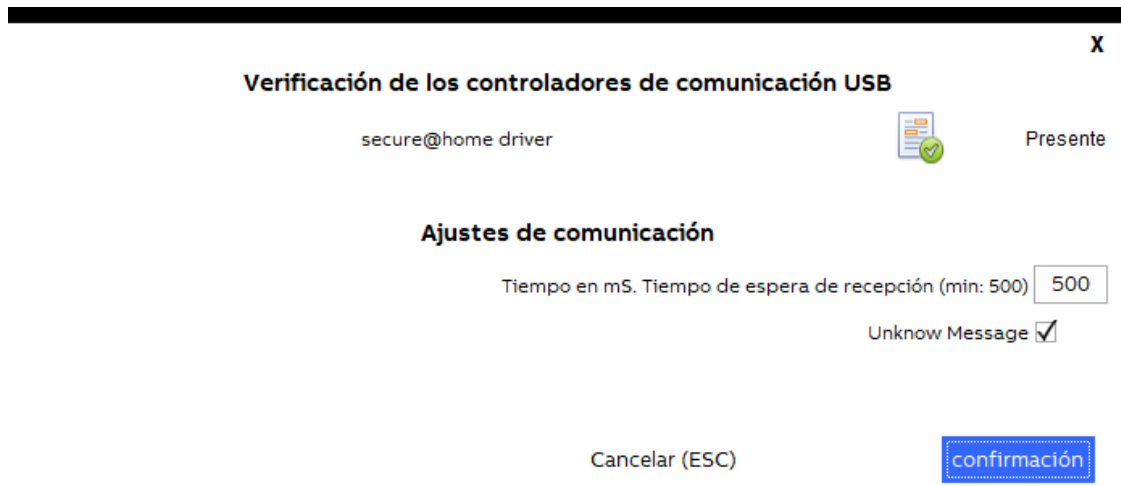 X
Verificación de los controladores de comunicación USB
secure@home driver Presente
Ajustes de comunicación
Tiempo en mS. Tiempo de espera de recepción (min: 500) 500
Unknow Message
Cancelar (ESC) confirmación